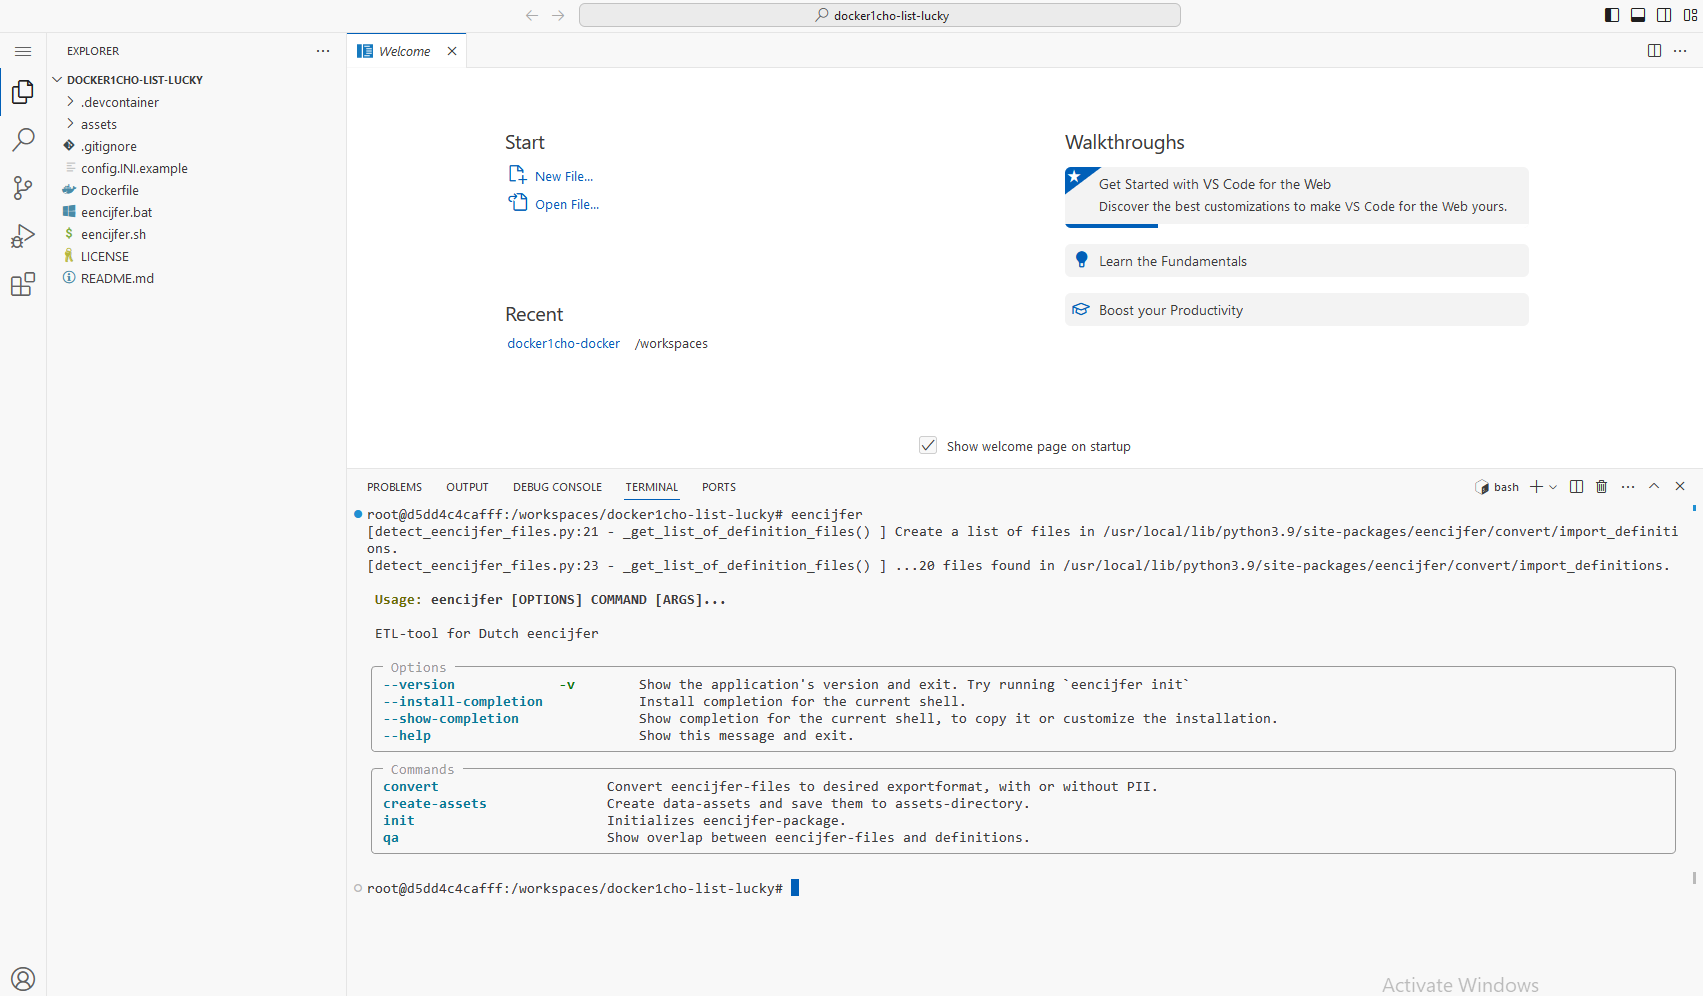 docker1cho-list-lucky
EXPLORER
DOCKER1CHO-LIST-LUCKY
.devcontainer
assets
.gitignore
config.INI.example
Dockerfile
eencijfer.bat
eencijfer.sh
LICENSE
README.md
Welcome
Start
New File...
Open File...
Recent
docker1cho-docker /workspaces
Walkthroughs
Get Started with VS Code for the Web
Discover the best customizations to make VS Code for the Web yours.
Learn the Fundamentals
Boost your Productivity
Show welcome page on startup
PROBLEMS OUTPUT DEBUG CONSOLE TERMINAL PORTS
bash
root@d5dd4c4cafff:/workspaces/docker1cho-list-lucky# eencijfer
[detect_eencijfer_files.py:21 - _get_list_of_definition_files() ] Create a list of files in /usr/local/lib/python3.9/site-packages/eencijfer/convert/import_definiti
ons.
[detect_eencijfer_files.py:23 - _get_list_of_definition_files() ] ...20 files found in /usr/local/lib/python3.9/site-packages/eencijfer/convert/import_definitions.
Usage: eencijfer [OPTIONS] COMMAND [ARGS]...
ETL-tool for Dutch eencijfer
Options
--version -v Show the application's version and exit. Try running `eencijfer init`
--install-completion Install completion for the current shell.
--show-completion Show completion for the current shell, to copy it or customize the installation.
--help Show this message and exit.
Commands
convert Convert eencijfer-files to desired exportformat, with or without PII.
create-assets Create data-assets and save them to assets-directory.
init Initializes eencijfer-package.
qa Show overlap between eencijfer-files and definitions.
root@d5dd4c4cafff:/workspaces/docker1cho-list-lucky#
Activate Windows